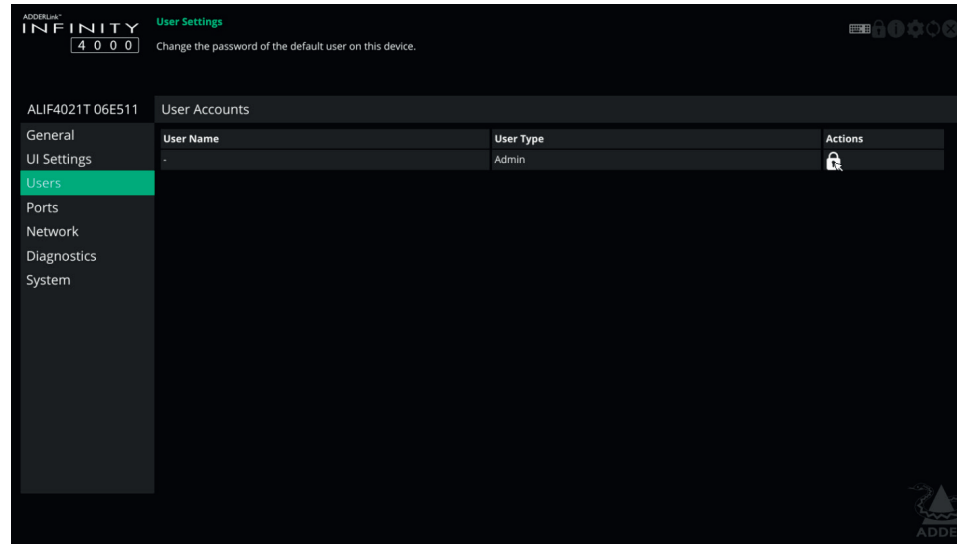 ADDERLink™
INFINITY
4000
User Settings
Change the password of the default user on this device.
ALIF4021T 06E511
User Accounts
General
UI Settings
Users
Ports
Network
Diagnostics
System
User Name User Type Actions
- Admin
ADDE